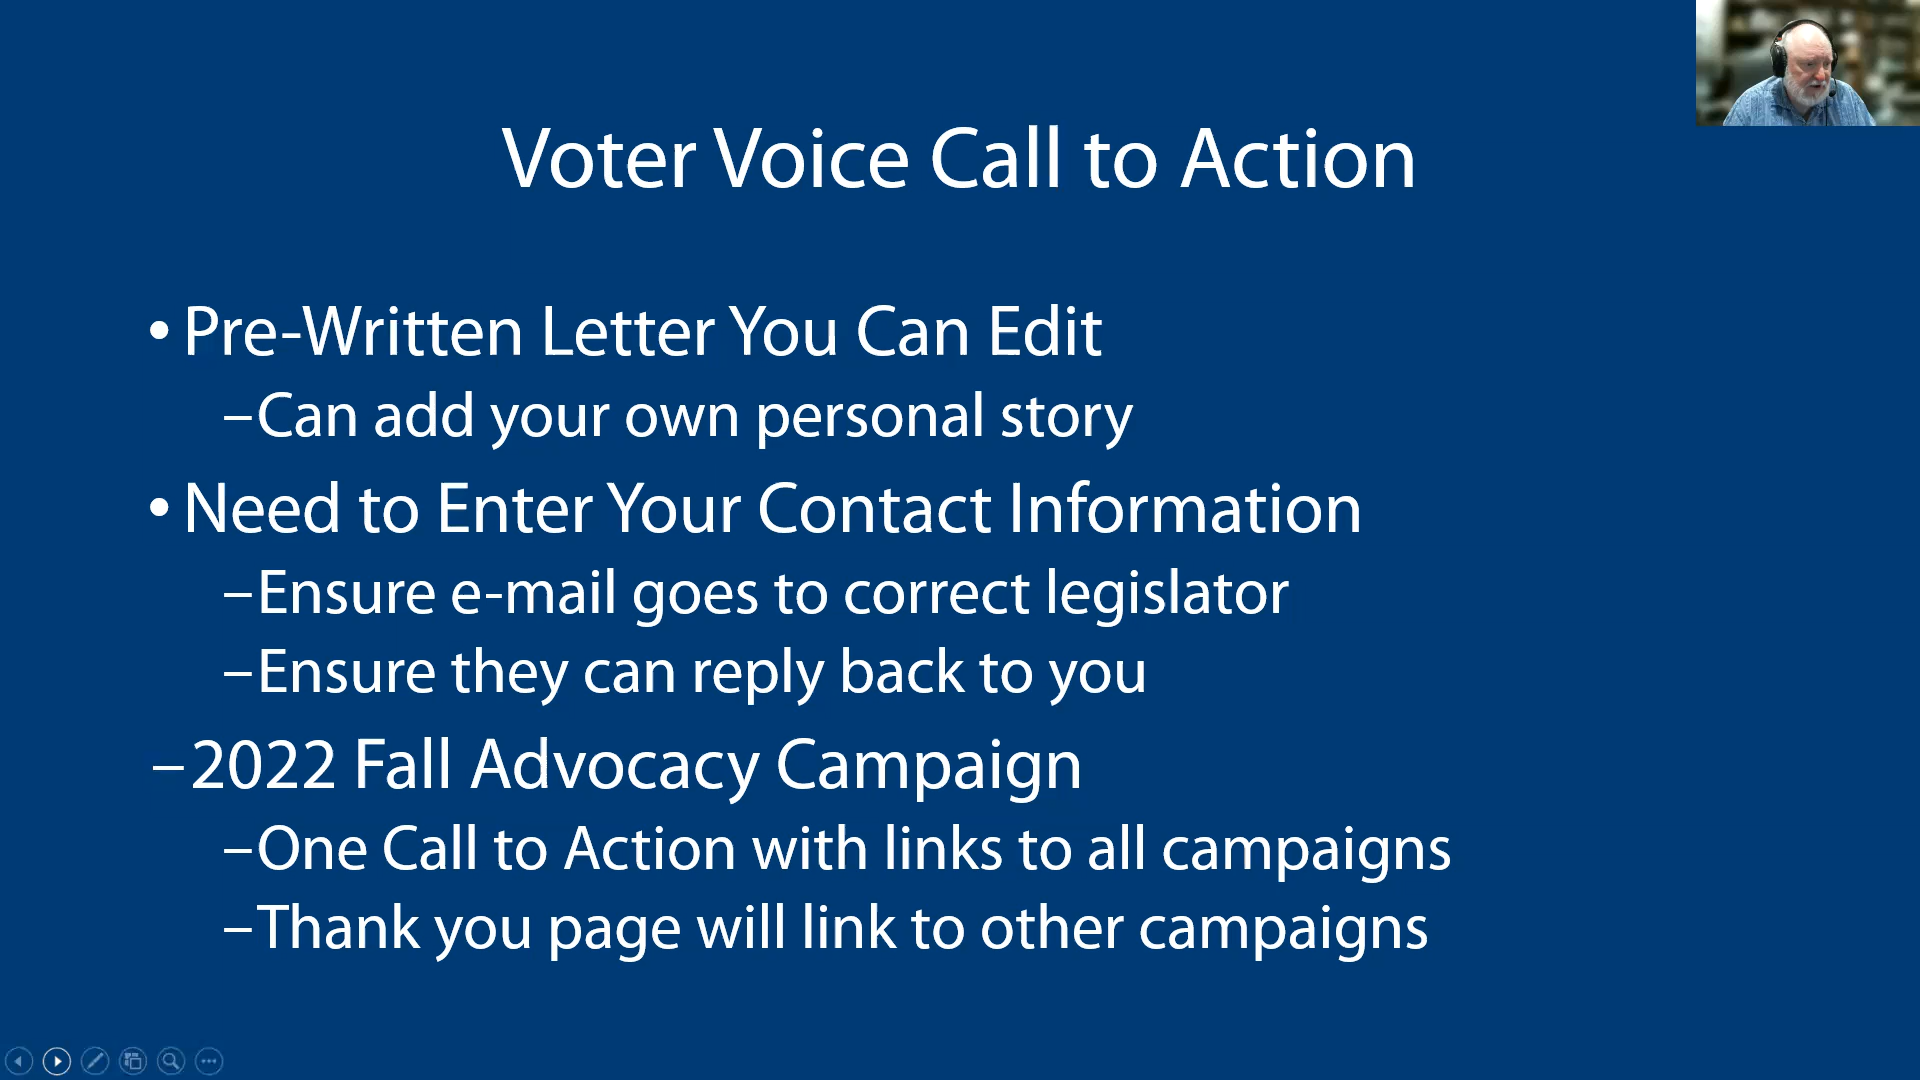 Voter Voice Call to Action
• Pre-Written Letter You Can Edit
–Can add your own personal story
• Need to Enter Your Contact Information
–Ensure e-mail goes to correct legislator
–Ensure they can reply back to you
–2022 Fall Advocacy Campaign
–One Call to Action with links to all campaigns
–Thank you page will link to other campaigns